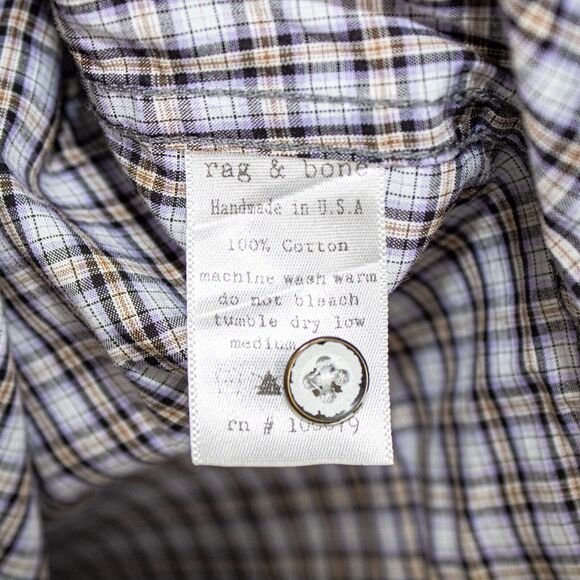 rag & bone
Handmade in U.S.A
100% Cotton
machine wash warm
do not bleach
tumble dry low
medium
rn #